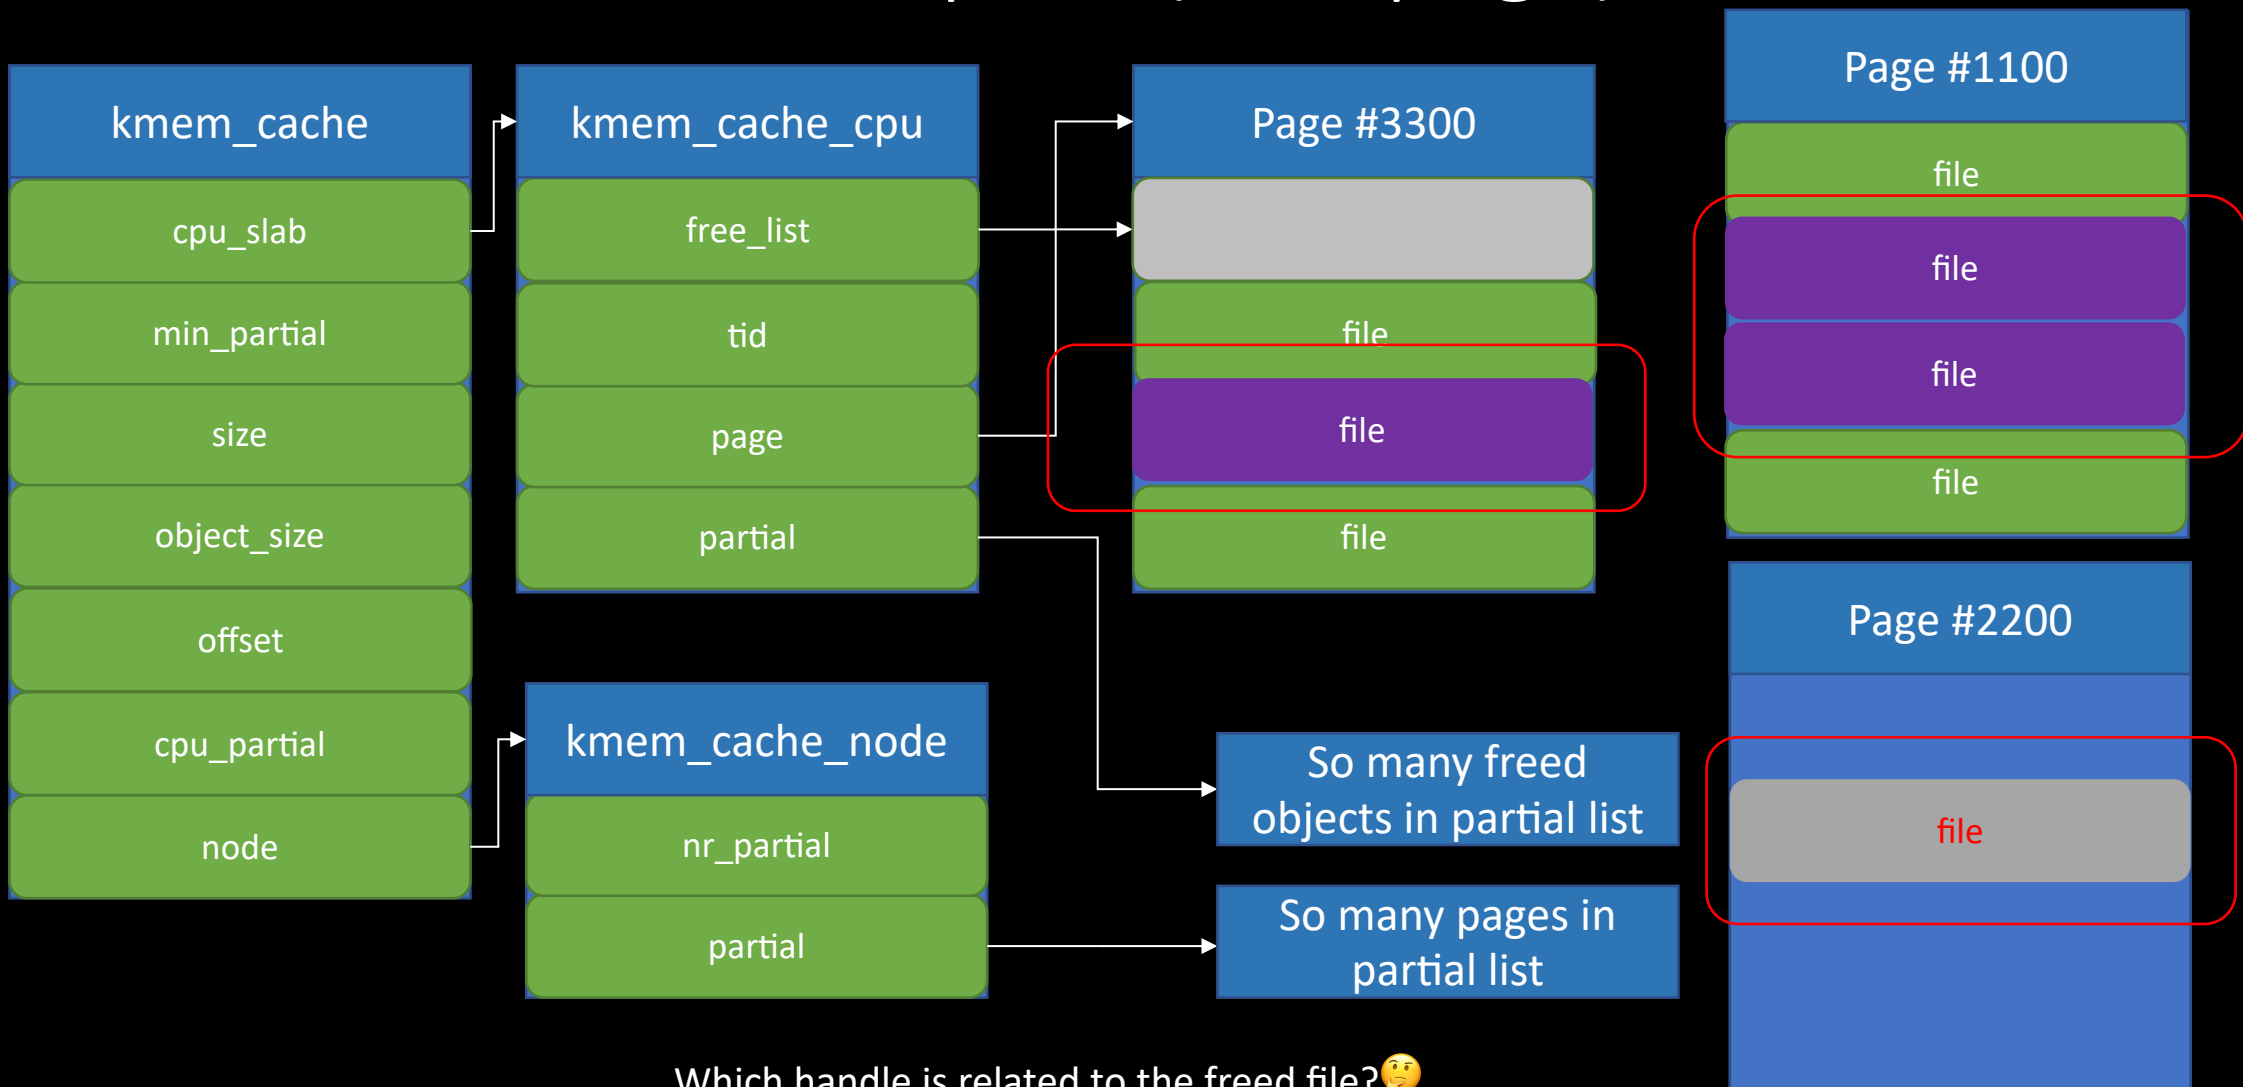 kmem_cache
cpu_slab
min_partial
size
object_size
offset
cpu_partial
node
kmem_cache_cpu
free_list
tid
page
partial
kmem_cache_node
nr_partial
partial
Page #3300
file
file
file
So many freed
objects in partial list
So many pages in
partial list
Page #1100
file
file
file
file
Page #2200
file
Which handle is related to the freed file?🤔